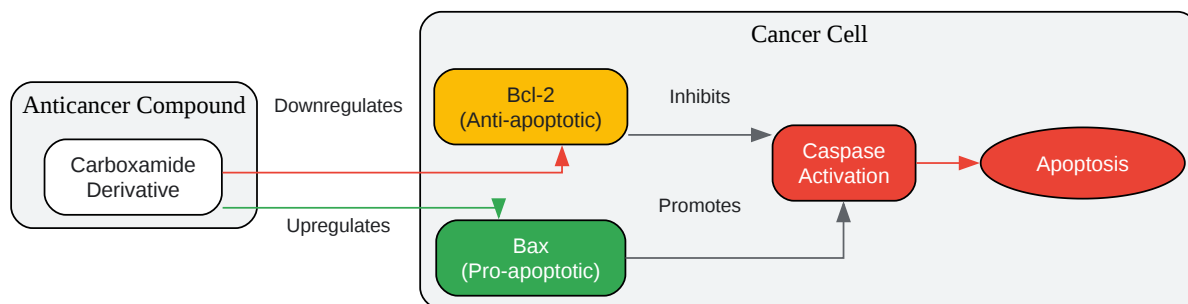 Cancer Cell
Anticancer Compound
Carboxamide
Derivative
Downregulates
Upregulates
Bcl-2
(Anti-apoptotic)
Bax
(Pro-apoptotic)
Inhibits
Promotes
Caspase
Activation
Apoptosis